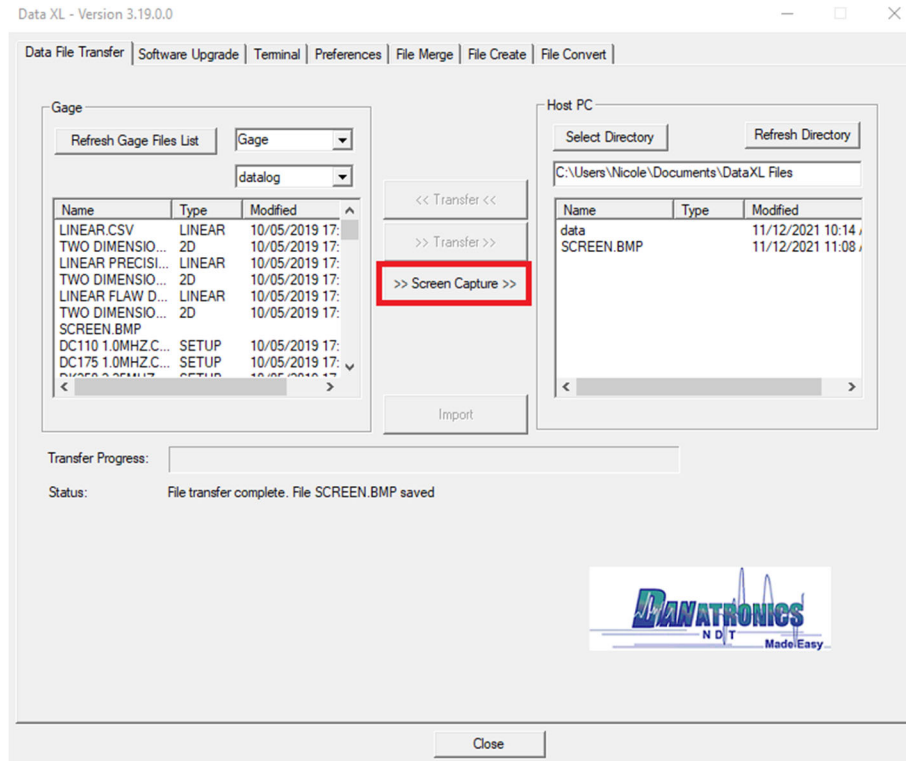 Data XL - Version 3.19.0.0
Data File Transfer Software Upgrade Terminal Preferences File Merge File Create File Convert
Gage
Refresh Gage Files List Gage
datalog
Name Type Modified
LINEAR.CSV LINEAR 10/05/2019 17:
TWO DIMENSIO... 2D 10/05/2019 17:
LINEAR PRECISI... LINEAR 10/05/2019 17:
TWO DIMENSIO... 2D 10/05/2019 17:
LINEAR FLAW D... LINEAR 10/05/2019 17:
TWO DIMENSIO... 2D 10/05/2019 17:
SCREEN.BMP
DC110 1.0MHZ.C... SETUP 10/05/2019 17:
DC175 1.0MHZ.C... SETUP 10/05/2019 17:
<< Transfer <<
>> Transfer >>
>> Screen Capture >>
Import
Host PC
Select Directory Refresh Directory
C:\Users\Nicole\Documents\DataXL Files
Name Type Modified
data 11/12/2021 10:14
SCREEN.BMP 11/12/2021 11:08
Transfer Progress:
Status: File transfer complete. File SCREEN.BMP saved
DANATRONICS
NDT
Made Easy
Close